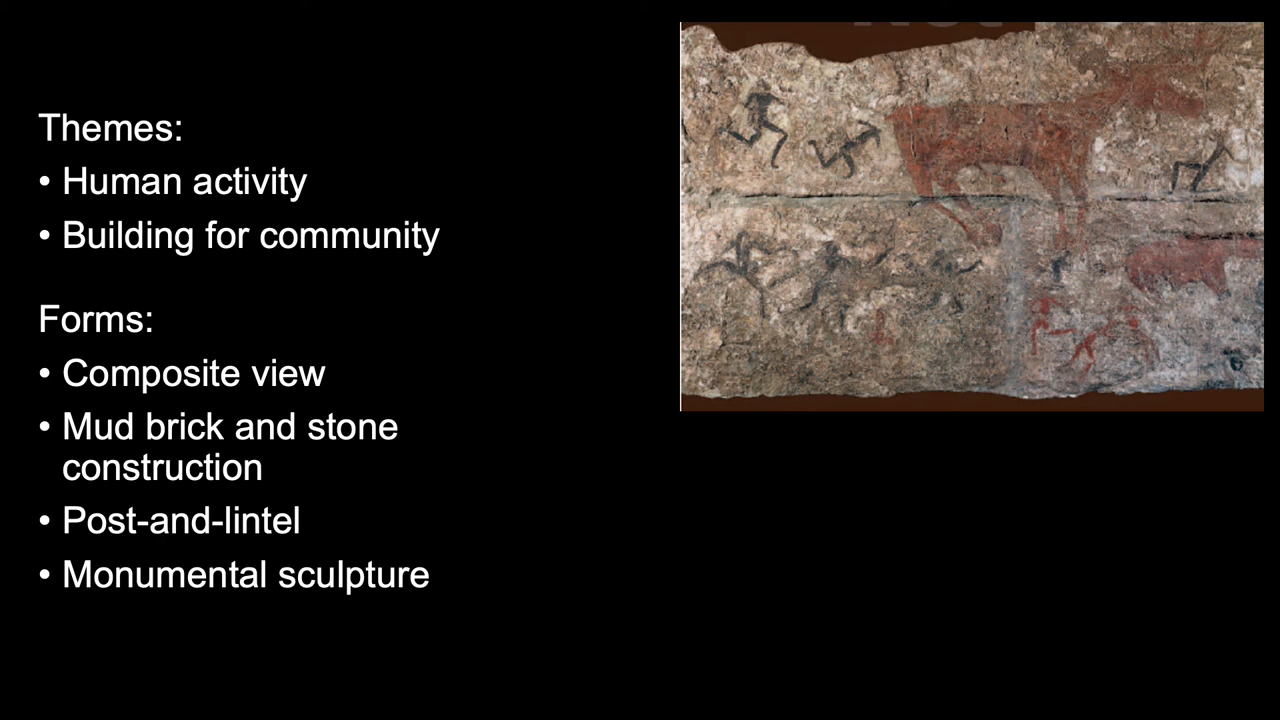 Themes:
• Human activity
• Building for community
Forms:
• Composite view
• Mud brick and stone
construction
• Post-and-lintel
• Monumental sculpture